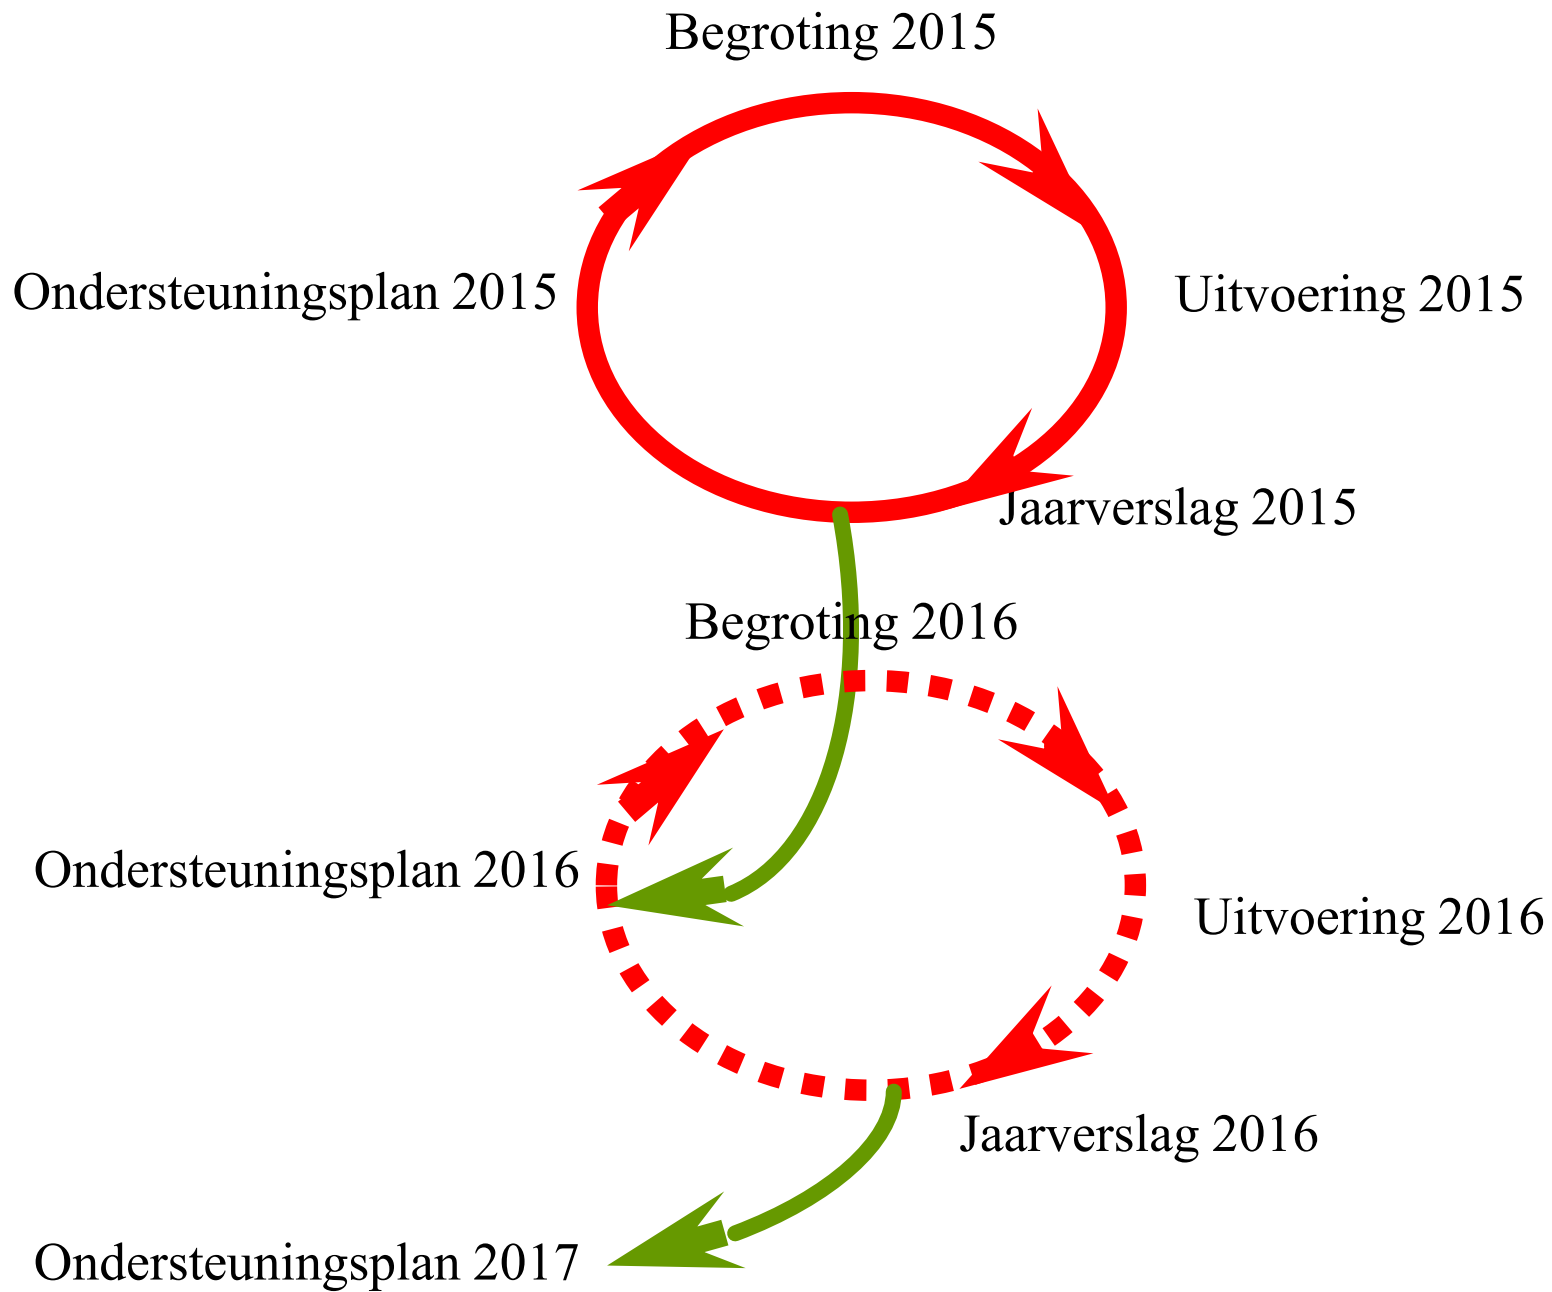 Begroting 2015
Ondersteuningsplan 2015
Uitvoering 2015
Jaarverslag 2015
Begroting 2016
Ondersteuningsplan 2016
Uitvoering 2016
Jaarverslag 2016
Ondersteuningsplan 2017